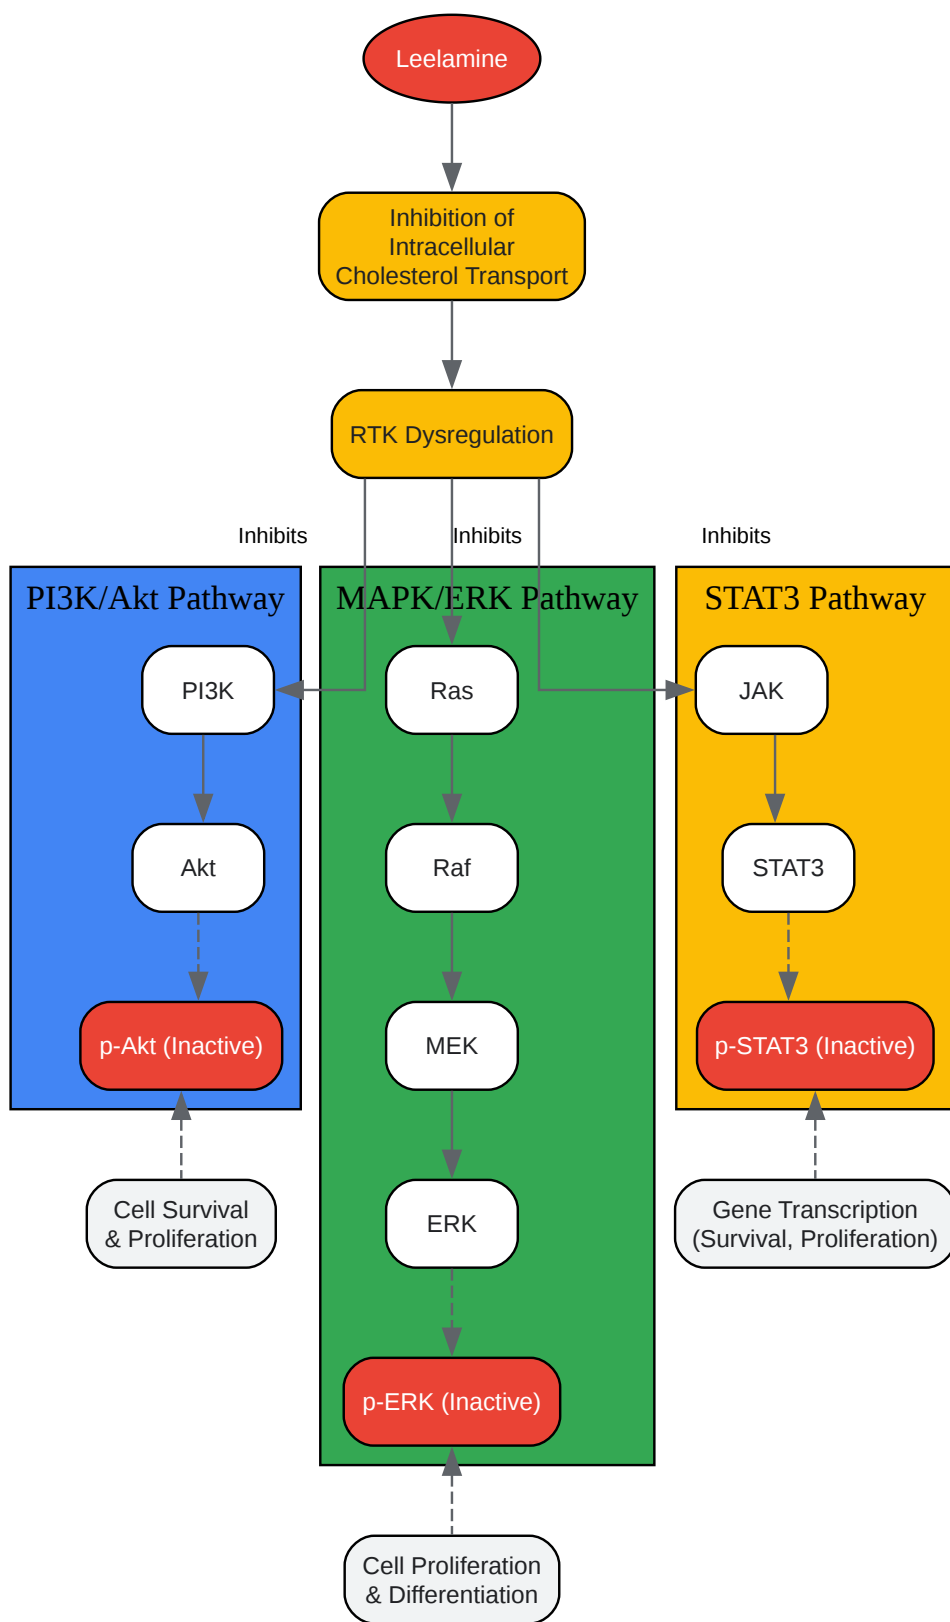 Leelamine
Inhibition of
Intracellular
Cholesterol Transport
RTK Dysregulation
Inhibits
Inhibits
Inhibits
PI3K/Akt Pathway
MAPK/ERK Pathway
STAT3 Pathway
PI3K
Ras
JAK
Akt
Raf
STAT3
p-Akt (Inactive)
MEK
p-STAT3 (Inactive)
Cell Survival
& Proliferation
ERK
Gene Transcription
(Survival, Proliferation)
p-ERK (Inactive)
Cell Proliferation
& Differentiation